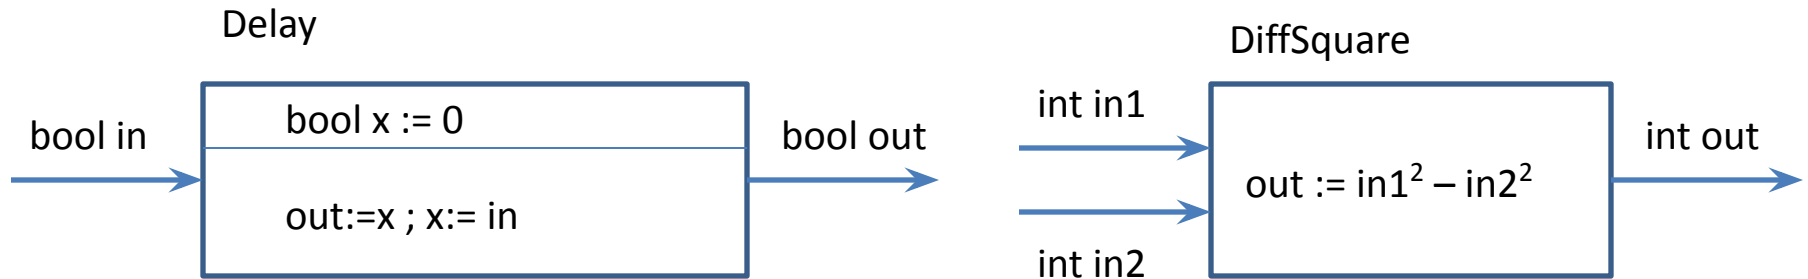 Delay
bool in
bool x := 0
out:=x ; x:= in
bool out
DiffSquare
int in1
int in2
out := in1² – in2²
int out